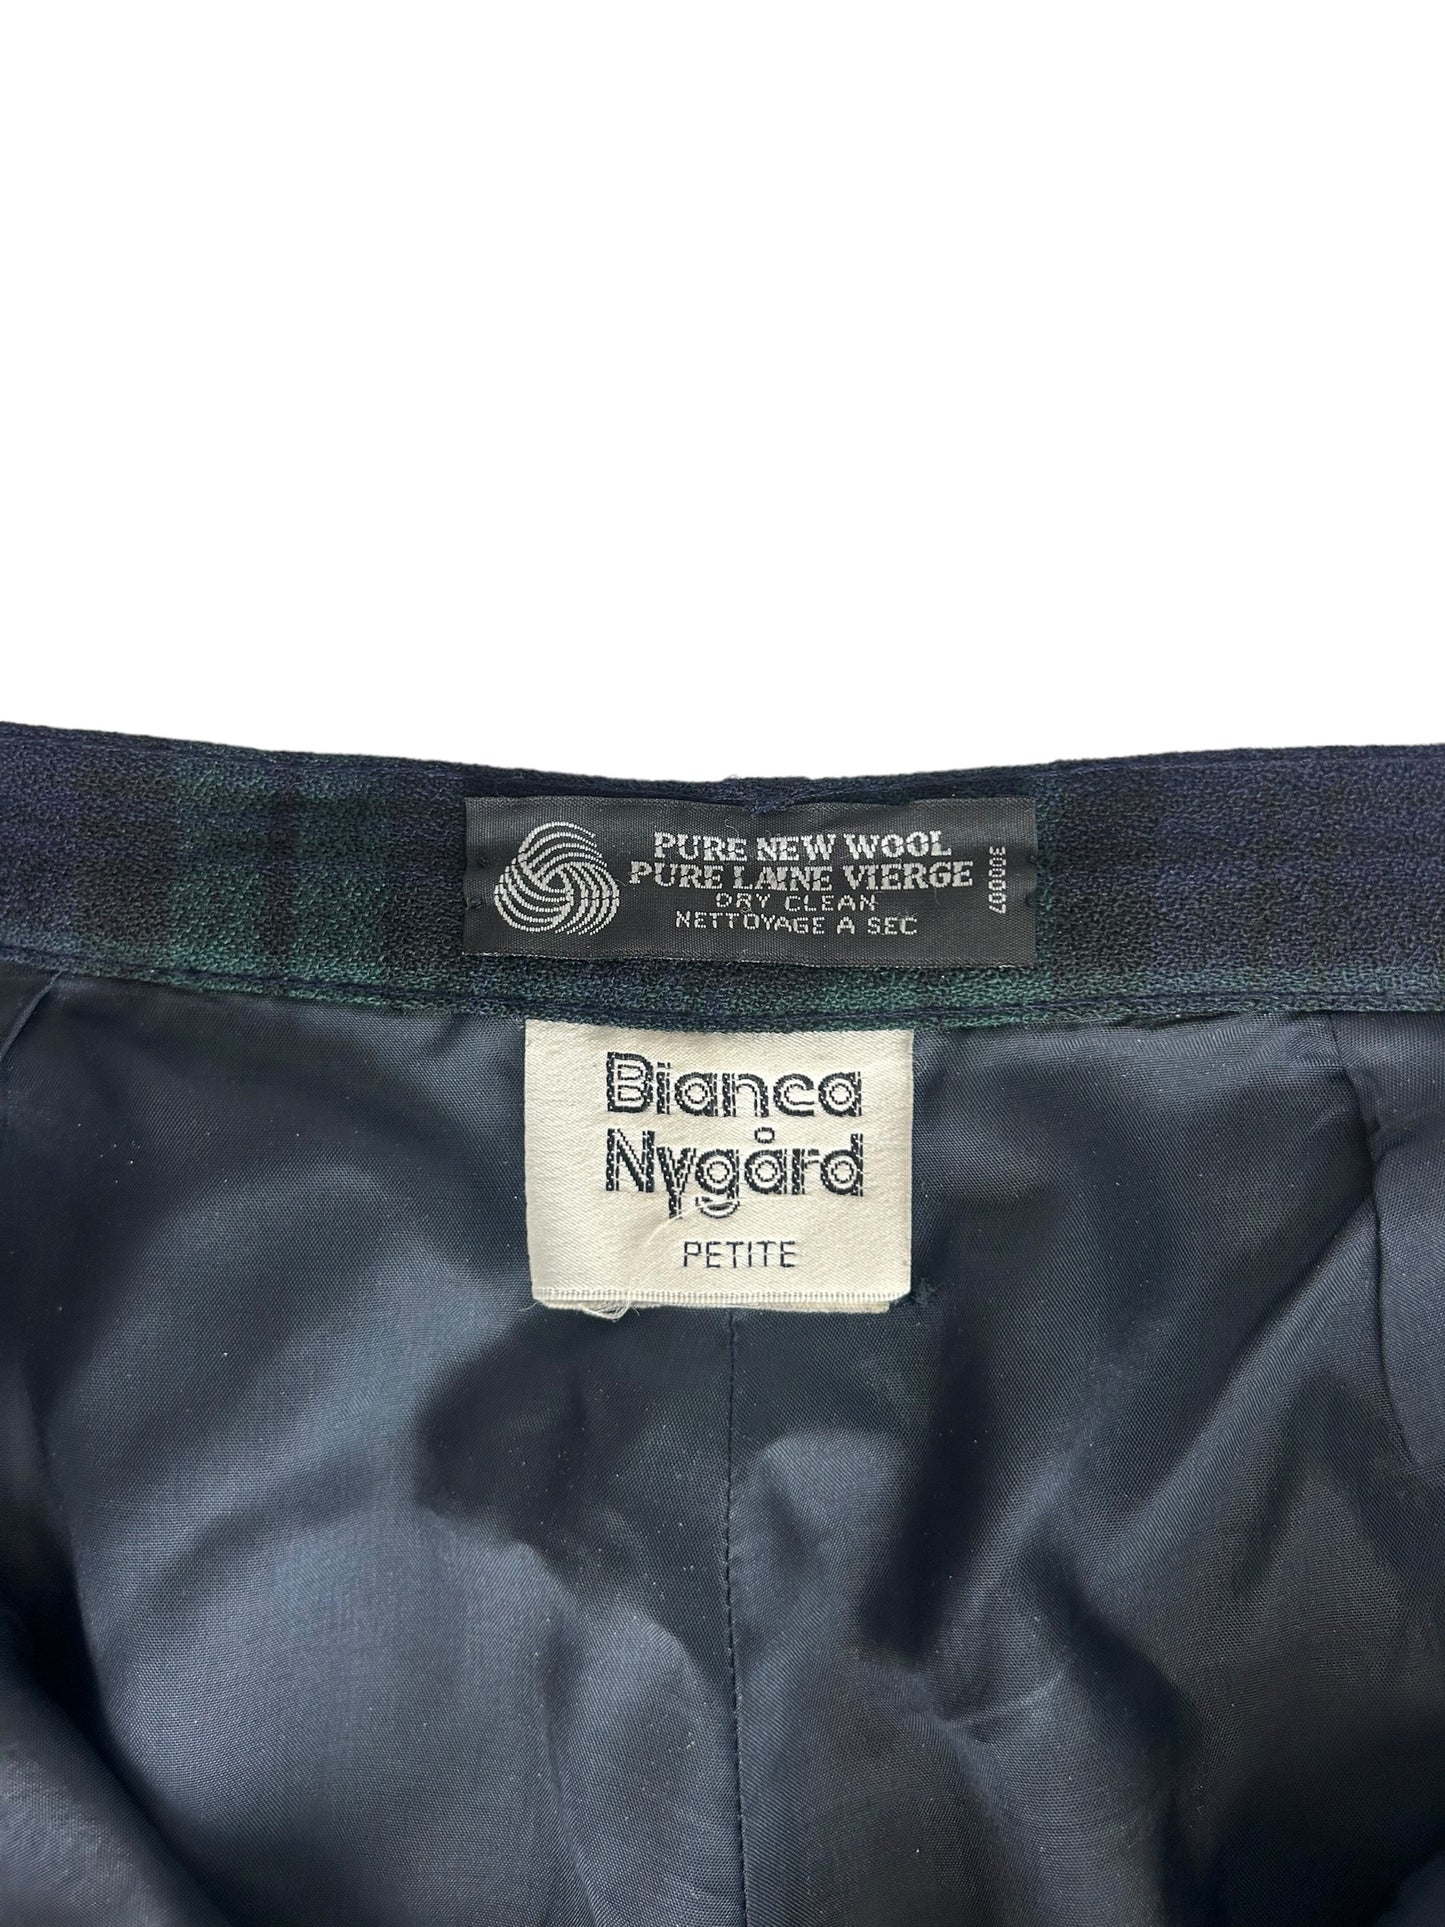 PURE NEW WOOL
PURE LAINE VIERGE
DRY CLEAN
NETTOYAGE A SEC
300007
Bianca
Nygård
PETITE